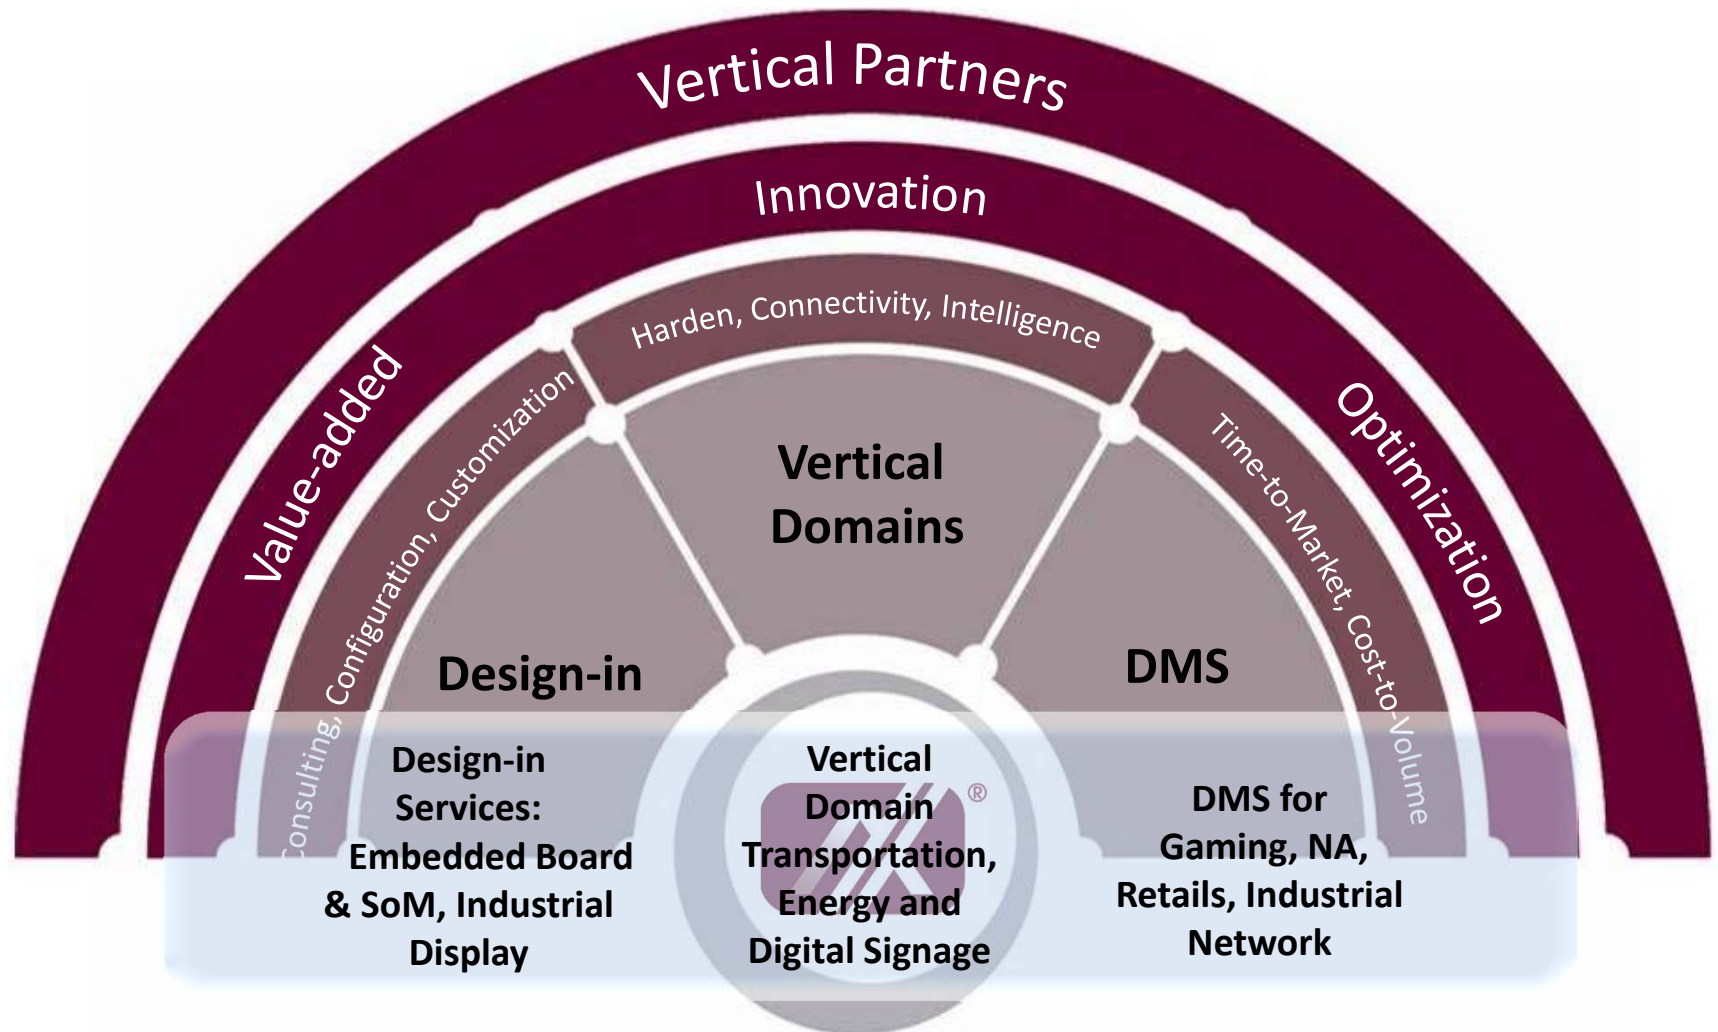 Vertical Partners
Innovation
Value-added
Optimization
Harden, Connectivity, Intelligence
Consulting, Configuration, Customization
Time-to-Market, Cost-to-Volume
Vertical
Domains
Design-in
DMS
Design-in
Services:
Embedded Board
& SoM, Industrial
Display
Vertical
Domain
Transportation,
Energy and
Digital Signage
®
DMS for
Gaming, NA,
Retails, Industrial
Network